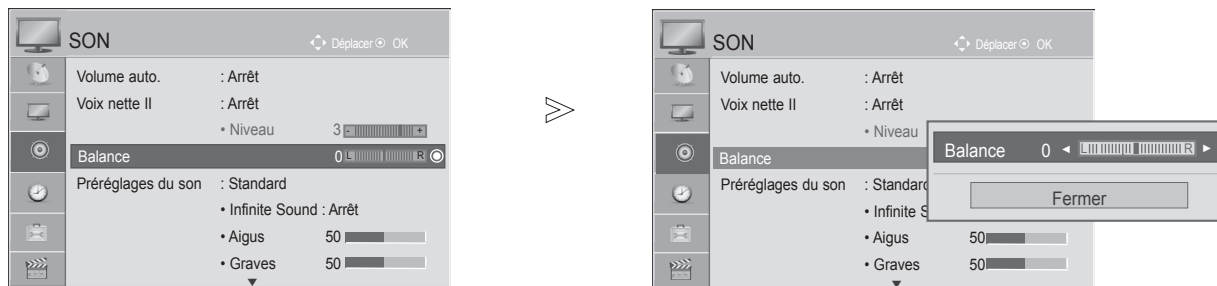 SON
Déplacer OK
Volume auto. : Arrêt
Voix nette II : Arrêt
• Niveau 3 - +
Balance 0 L R
Préréglages du son : Standard
• Infinite Sound : Arrêt
• Aigus 50
• Graves 50
SON
Déplacer OK
Volume auto. : Arrêt
Voix nette II : Arrêt
• Niveau
Balance
Préréglages du son : Standard
• Infinite S
• Aigus 50
• Graves 50
Balance 0 L R
Fermer